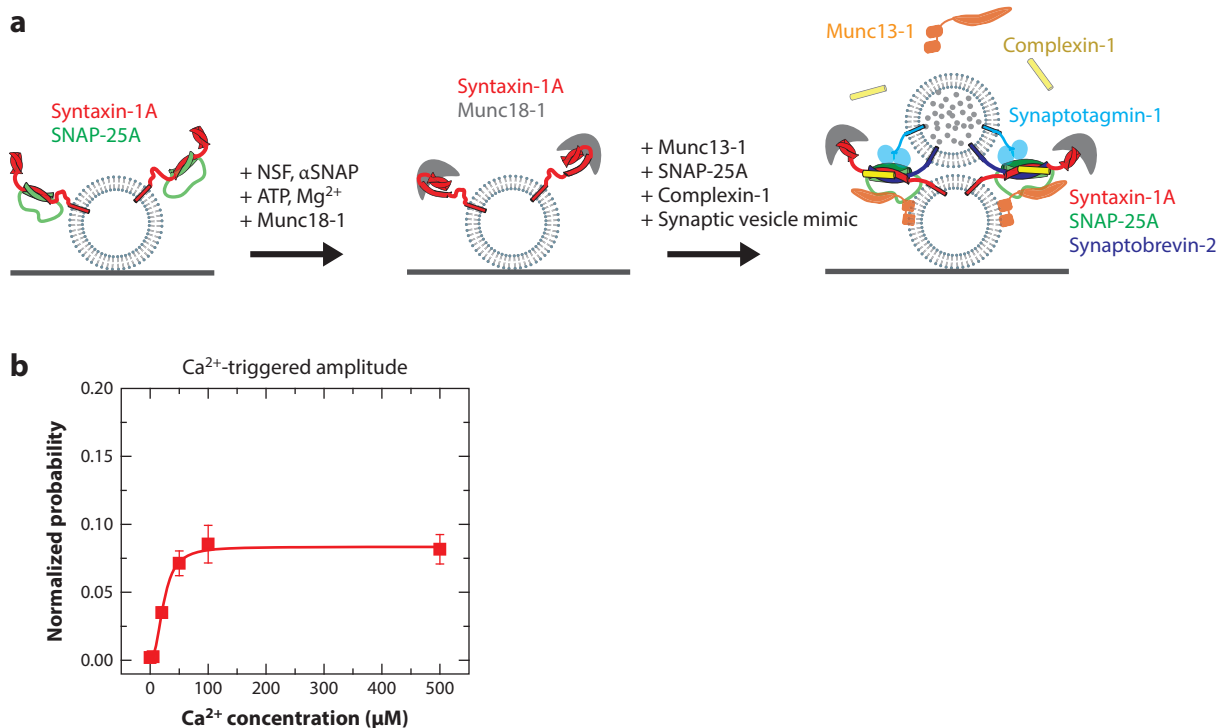 a
Syntaxin-1A
SNAP-25A
+ NSF, αSNAP
+ ATP, Mg²⁺
+ Munc18-1
Syntaxin-1A
Munc18-1
+ Munc13-1
+ SNAP-25A
+ Complexin-1
+ Synaptic vesicle mimic
Munc13-1
Complexin-1
Synaptotagmin-1
Syntaxin-1A
SNAP-25A
Synaptobrevin-2
b
Ca²⁺-triggered amplitude
Normalized probability
0.20
0.15
0.10
0.05
0.00
0 100 200 300 400 500
Ca²⁺ concentration (μM)